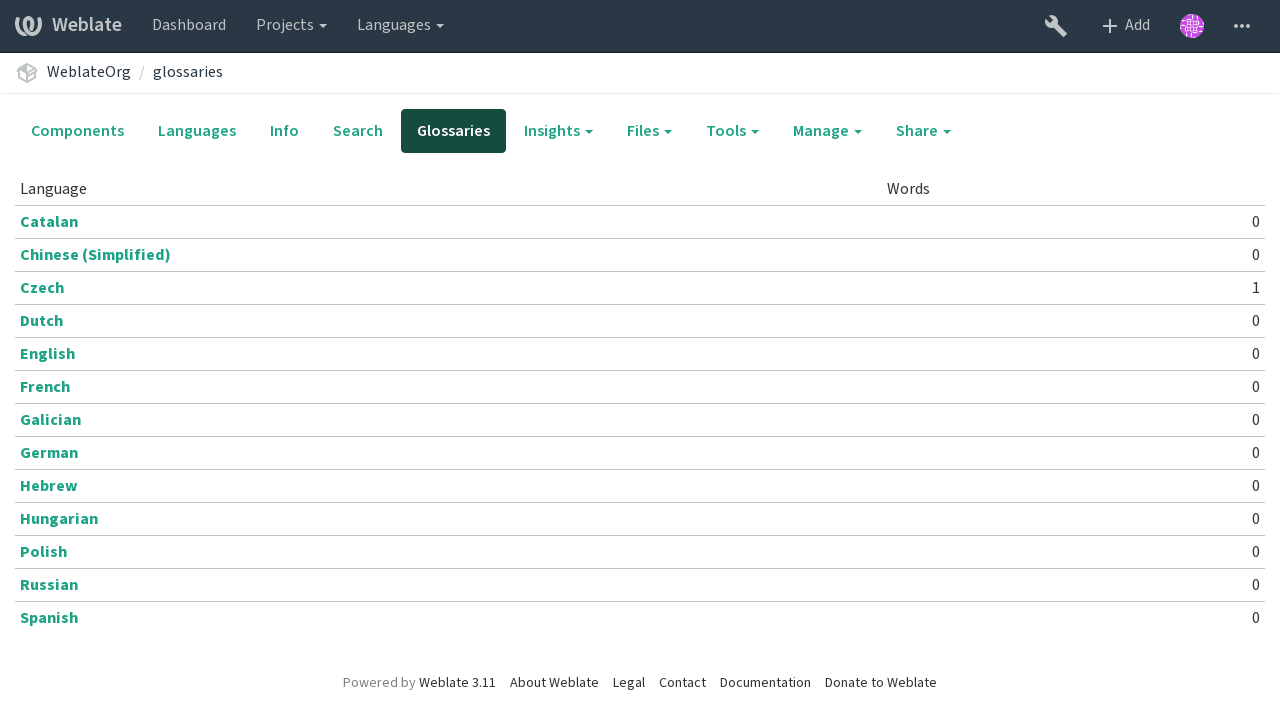 Weblate Dashboard Projects Languages Add
WeblateOrg / glossaries
Components Languages Info Search Glossaries Insights Files Tools Manage Share
Language Words
Catalan 0
Chinese (Simplified) 0
Czech 1
Dutch 0
English 0
French 0
Galician 0
German 0
Hebrew 0
Hungarian 0
Polish 0
Russian 0
Spanish 0
Powered by Weblate 3.11 About Weblate Legal Contact Documentation Donate to Weblate